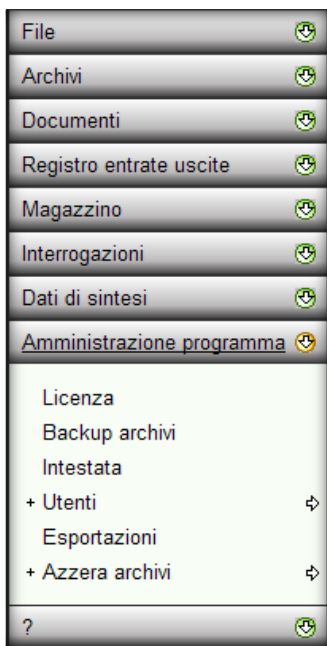 File
Archivi
Documenti
Registro entrate uscite
Magazzino
Interrogazioni
Dati di sintesi
Amministrazione programma
Licenza
Backup archivi
Intestata
+ Utenti
Esportazioni
+ Azzera archivi
?